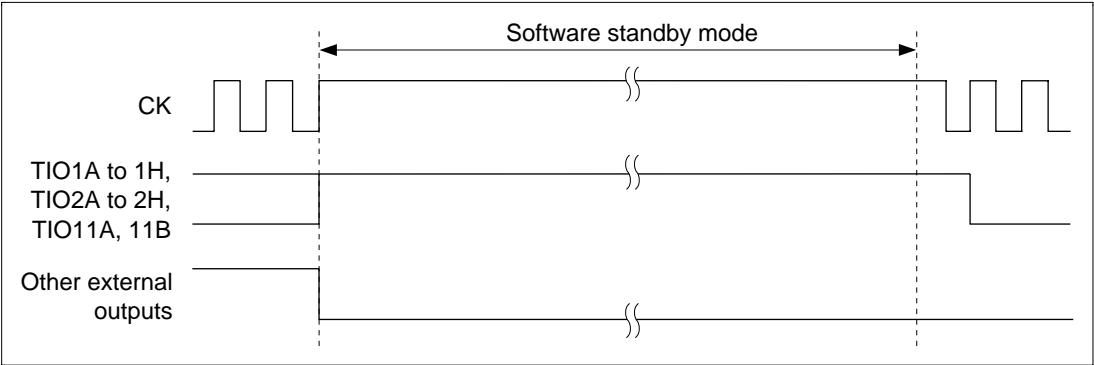 Software standby mode
CK
TIO1A to 1H,
TIO2A to 2H,
TIO11A, 11B
Other external
outputs